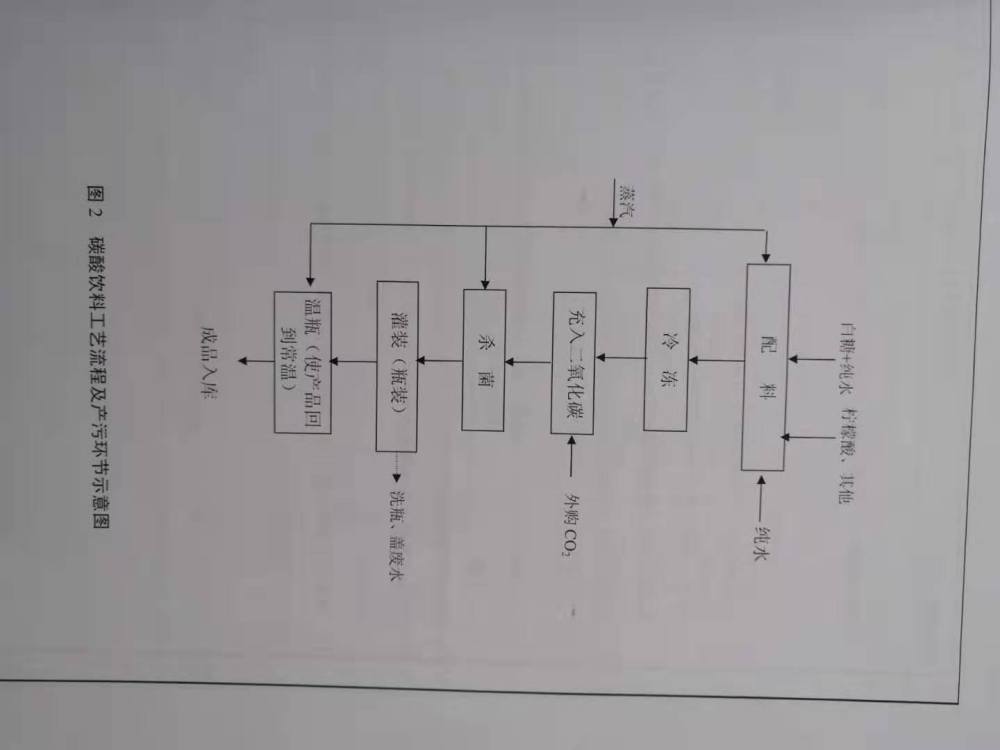 白糖+纯水 柠檬酸、其他
蒸汽
配 料
纯水
冷 冻
充入二氧化碳
外购 CO₂
杀 菌
灌装（瓶装）
洗瓶、盖废水
温瓶（使产品回
到常温）
成品入库
图 2 碳酸饮料工艺流程及产污环节示意图